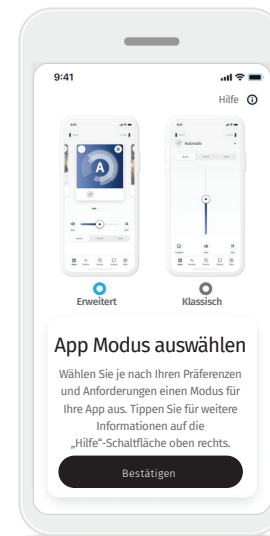 9:41
Hilfe
Automatik
A
Erweitert
Klassisch
App Modus auswählen
Wählen Sie je nach Ihren Präferenzen
und Anforderungen einen Modus für
Ihre App aus. Tippen Sie für weitere
Informationen auf die
„Hilfe“-Schaltfläche oben rechts.
Bestätigen